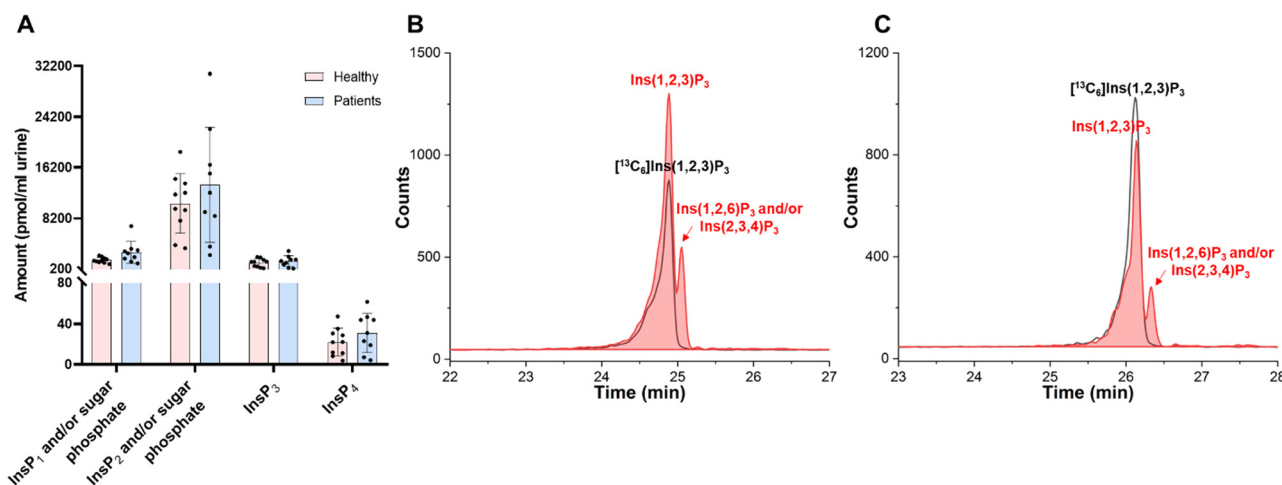 A
32200
24200
16200
8200
200
80
40
0
Amount (pmol/ml urine)
Healthy
Patients
InsP₁ and/or sugar
phosphate
InsP₂ and/or sugar
phosphate
InsP₃
InsP₄
B
1500
1000
500
0
Counts
Ins(1,2,3)P₃
[¹³C₆]Ins(1,2,3)P₃
Ins(1,2,6)P₃ and/or
Ins(2,3,4)P₃
22 23 24 25 26 27
Time (min)
C
1200
800
400
0
Counts
[¹³C₆]Ins(1,2,3)P₃
Ins(1,2,3)P₃
Ins(1,2,6)P₃ and/or
Ins(2,3,4)P₃
23 24 25 26 27 28
Time (min)